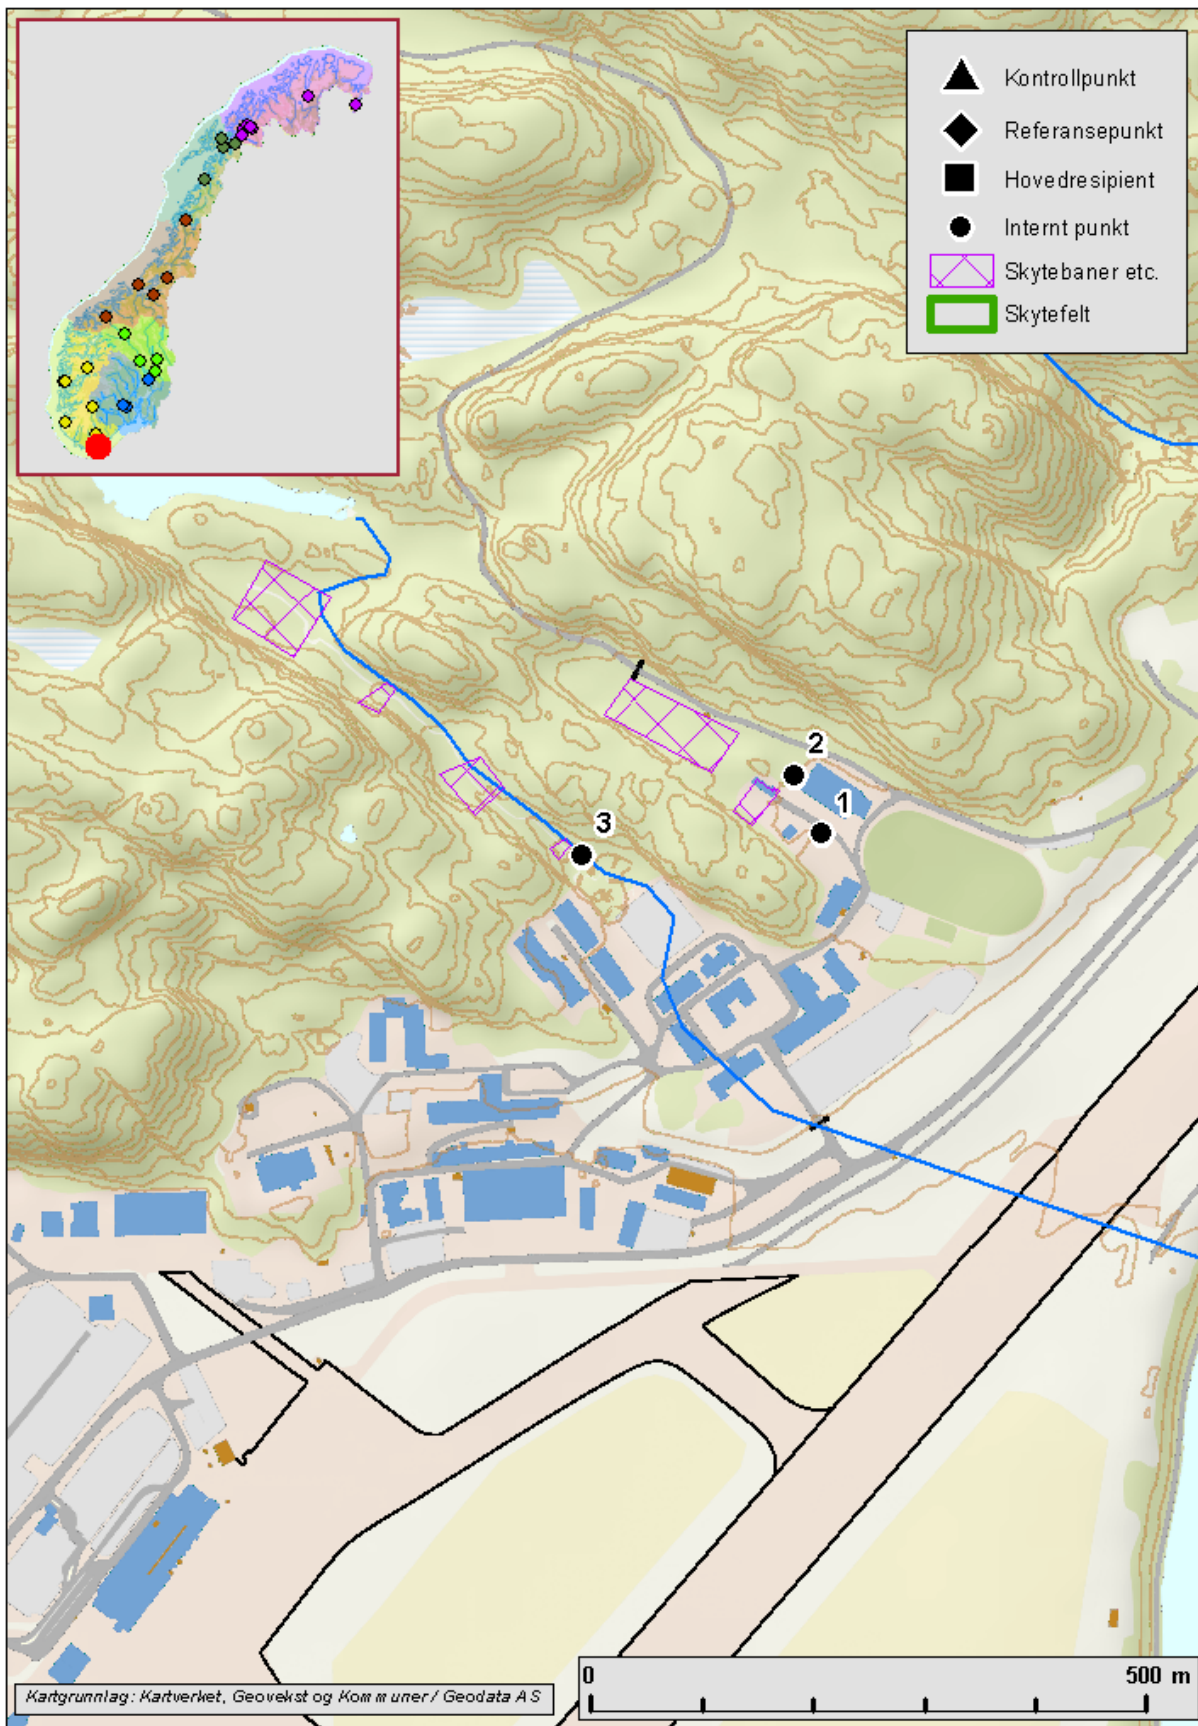 Kontrollpunkt
Referansepunkt
Hovedresipient
Internt punkt
Skytebaner etc.
Skytefelt
2
1
3
0
500 m
Kartgrunnlag: Kartverket, Geovekst og Kommuner / Geodata AS